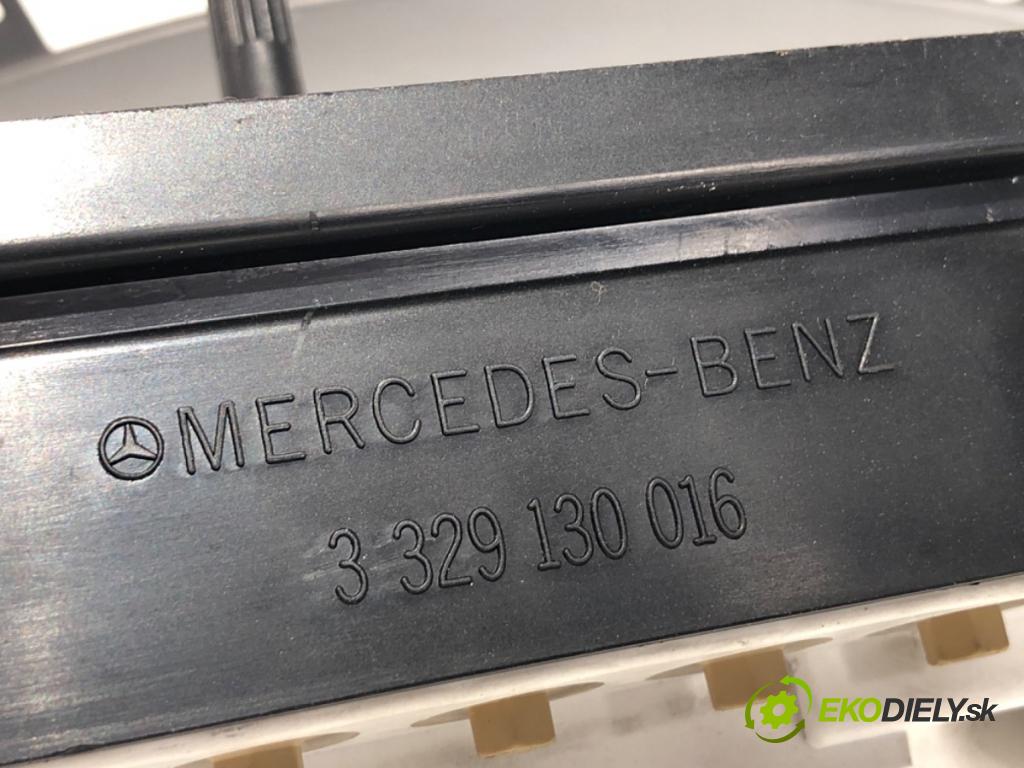 MERCEDES-BENZ
3 329 130 016
EKODIELY.sk